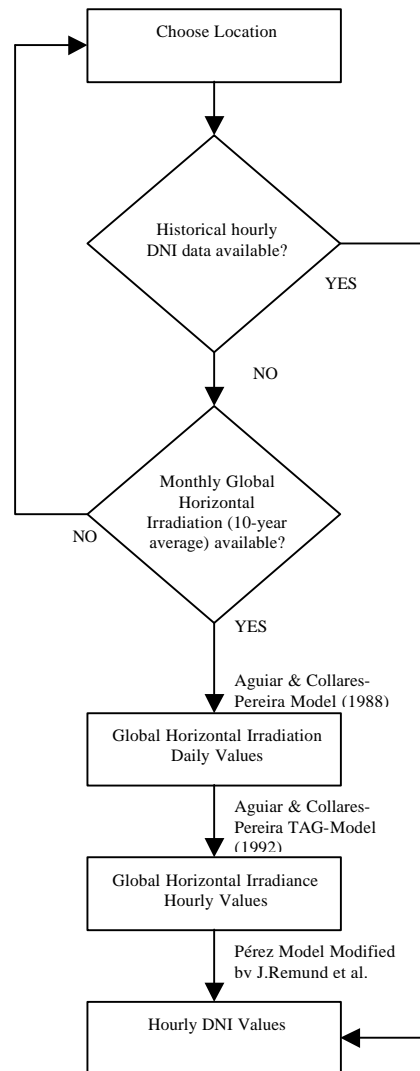 Choose Location
Historical hourly
DNI data available?
YES
NO
Monthly Global
Horizontal
Irradiation (10-year
average) available?
NO
YES
Aguiar & Collares-
Pereira Model (1988)
Global Horizontal Irradiation
Daily Values
Aguiar & Collares-
Pereira TAG-Model
(1992)
Global Horizontal Irradiance
Hourly Values
Pérez Model Modified
by J.Remund et al.
Hourly DNI Values